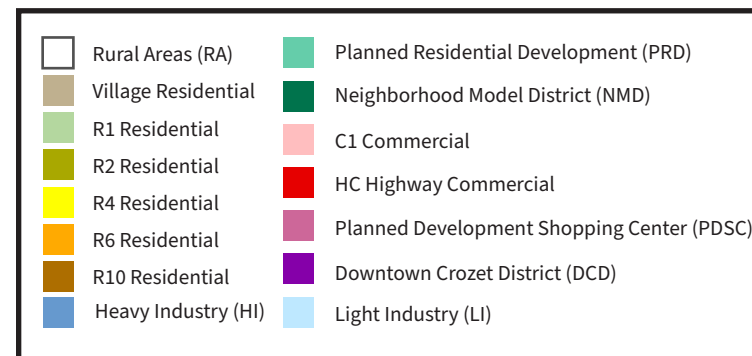 Rural Areas (RA)
Village Residential
R1 Residential
R2 Residential
R4 Residential
R6 Residential
R10 Residential
Heavy Industry (HI)
Planned Residential Development (PRD)
Neighborhood Model District (NMD)
C1 Commercial
HC Highway Commercial
Planned Development Shopping Center (PDSC)
Downtown Crozet District (DCD)
Light Industry (LI)